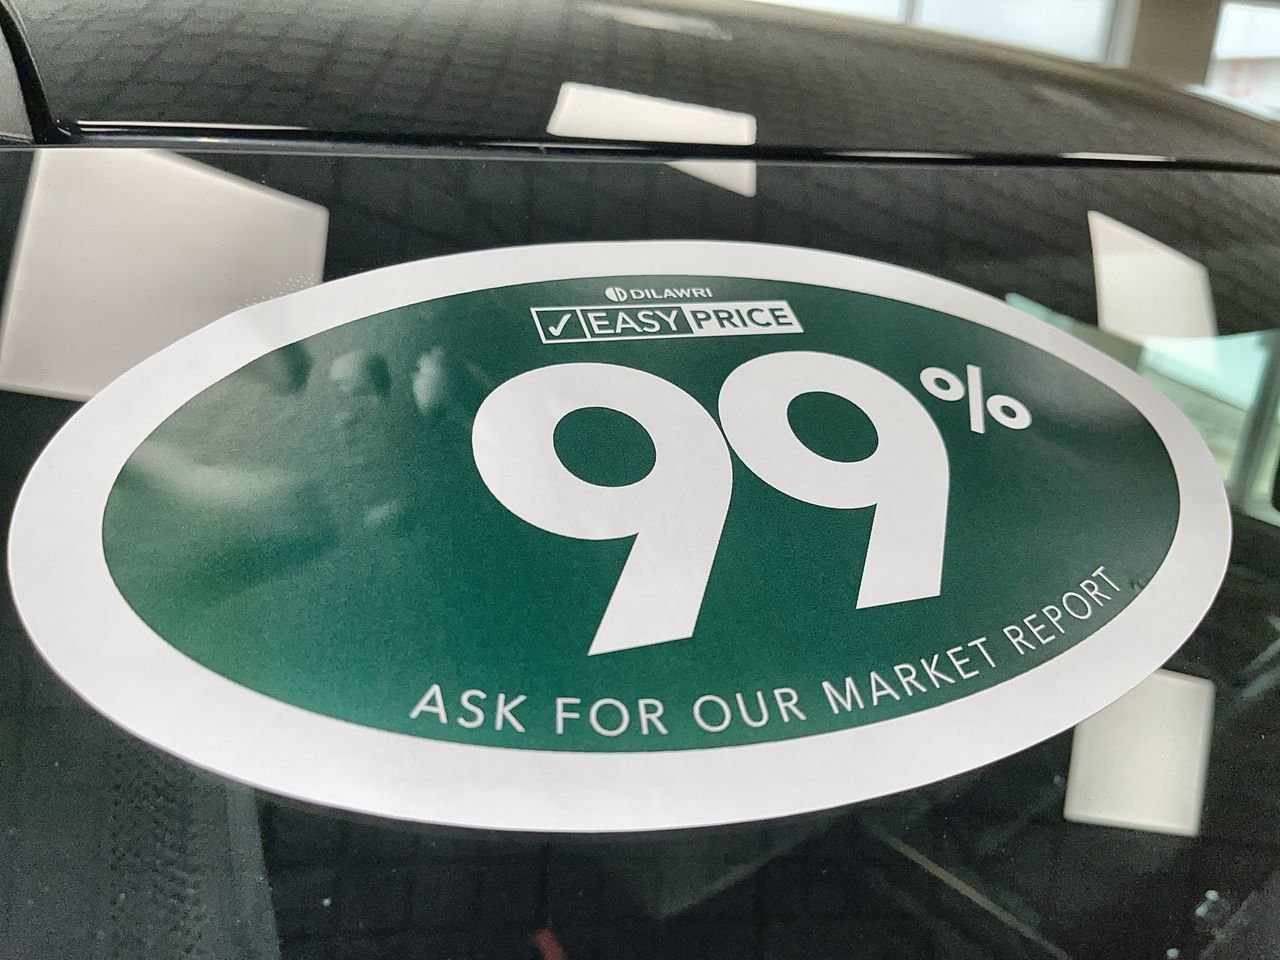 DILAWRI
✓ EASY PRICE
99%
ASK FOR OUR MARKET REPORT